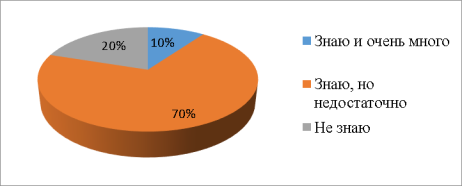 20%
10%
70%
Знаю и очень много
Знаю, но
недостаточно
Не знаю